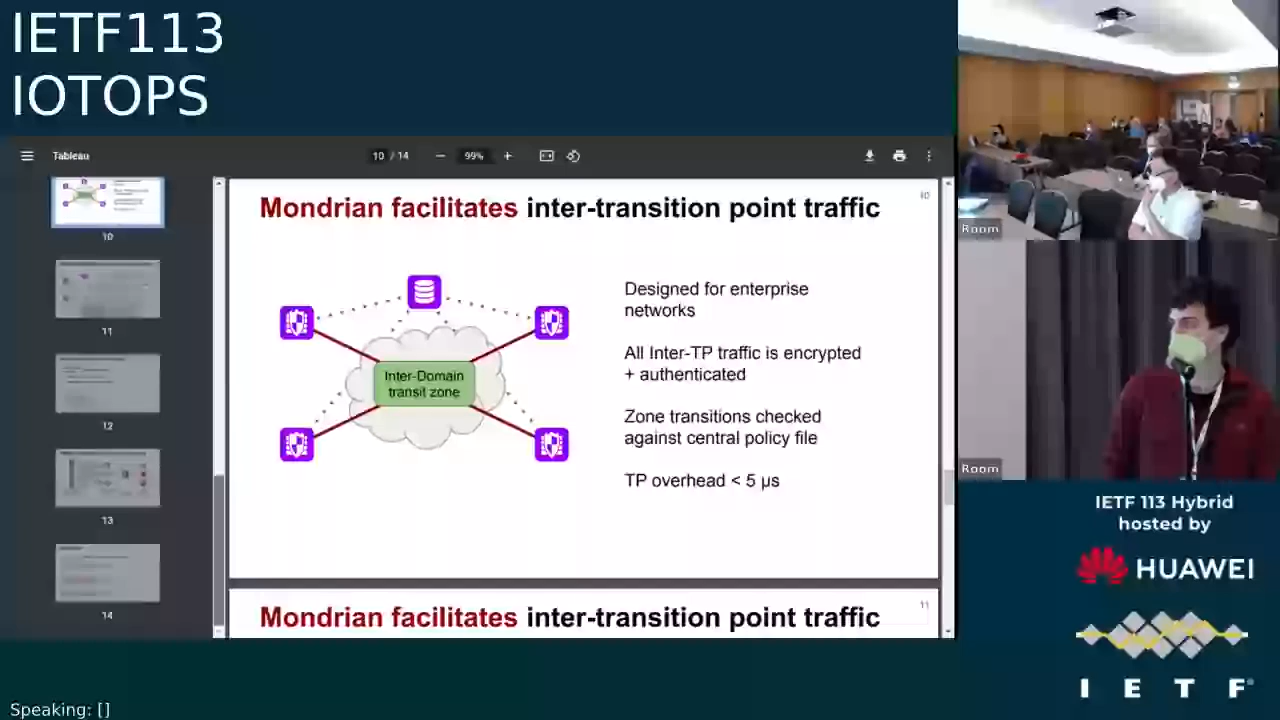 IETF113
IOTOPS
Tableau
10 / 14
99%
10
11
12
13
14
10
Mondrian facilitates inter-transition point traffic
Inter-Domain
transit zone
Designed for enterprise
networks
All Inter-TP traffic is encrypted
+ authenticated
Zone transitions checked
against central policy file
TP overhead < 5 µs
11
Mondrian facilitates inter-transition point traffic
Room
Room
IETF 113 Hybrid
hosted by
HUAWEI
I E T F
Speaking: []